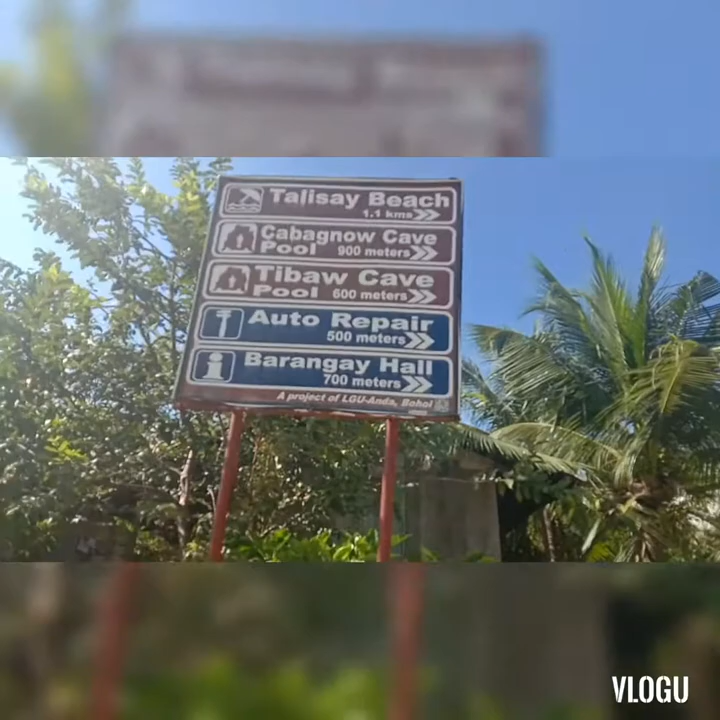 Talisay Beach
1.1 kms
Cabagnow Cave
Pool 900 meters
Tibaw Cave
Pool 600 meters
Auto Repair
500 meters
Barangay Hall
700 meters
A project of LGU-Anda, Bohol
VLOGU